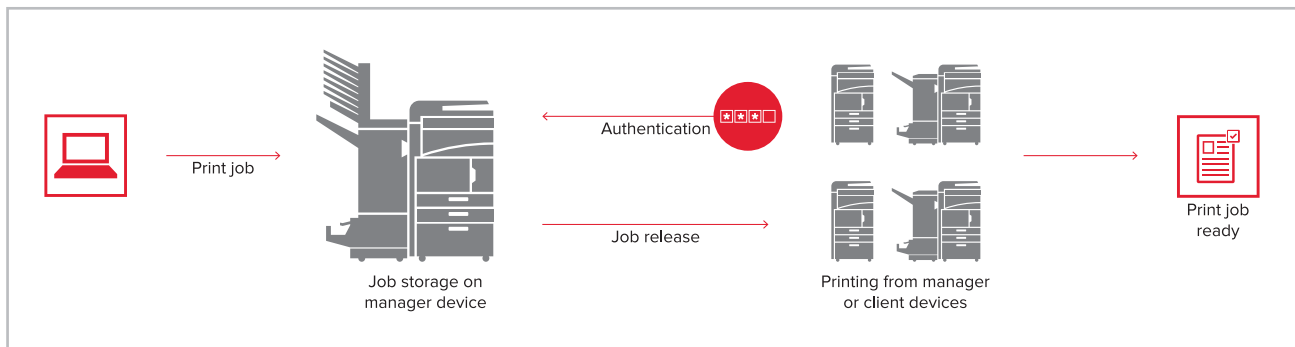 Print job
Job storage on
manager device
Authentication
***
Job release
Printing from manager
or client devices
Print job
ready